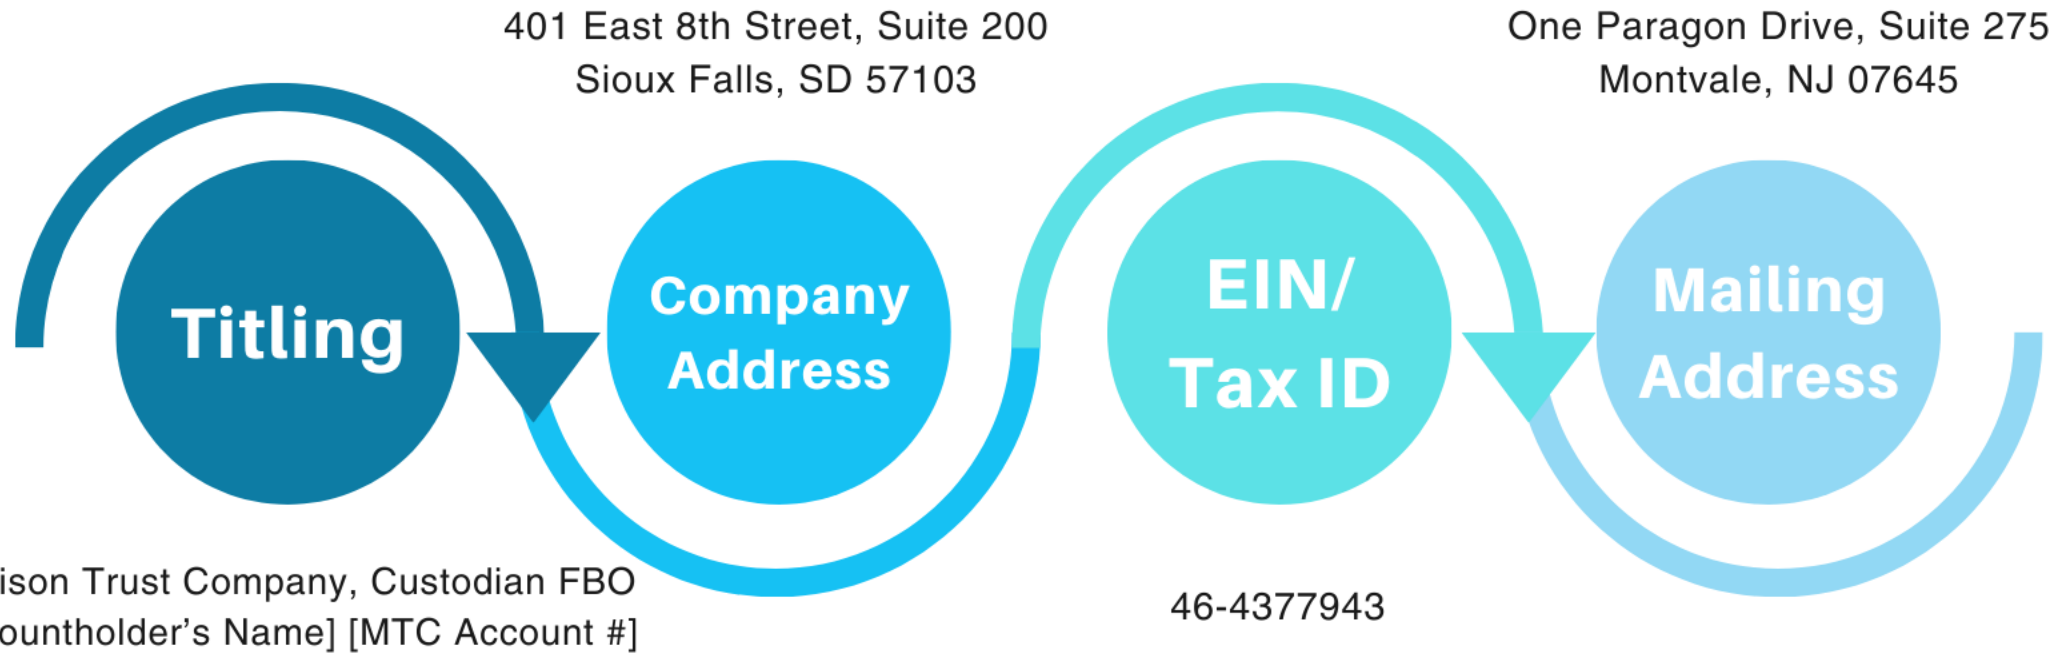 401 East 8th Street, Suite 200
Sioux Falls, SD 57103
One Paragon Drive, Suite 275
Montvale, NJ 07645
Titling
Company
Address
EIN/
Tax ID
Mailing
Address
ison Trust Company, Custodian FBO
ountholder’s Name] [MTC Account #]
46-4377943